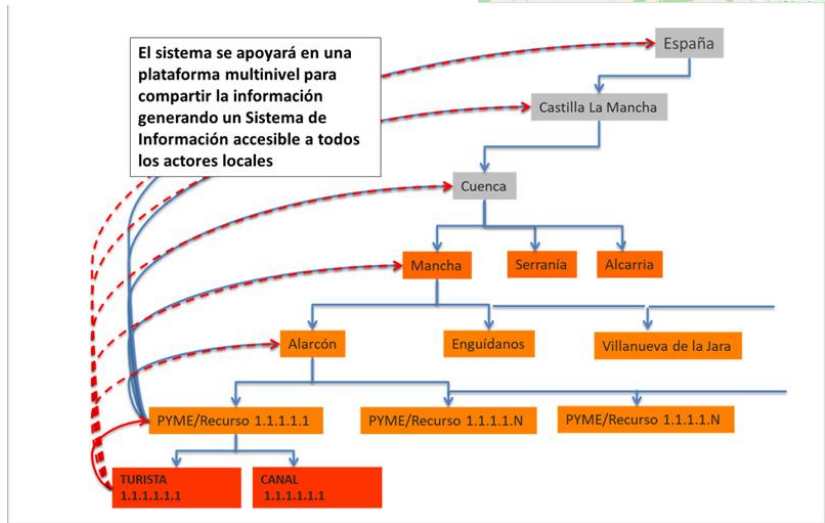 El sistema se apoyará en una
plataforma multinivel para
compartir la información
generando un Sistema de
Información accesible a todos
los actores locales
España
Castilla La Mancha
Cuenca
Mancha
Serranía
Alcarria
Alarcón
Enguídanos
Villanueva de la Jara
PYME/Recurso 1.1.1.1.1
PYME/Recurso 1.1.1.1.N
PYME/Recurso 1.1.1.1.N
TURISTA
1.1.1.1.1.1
CANAL
1.1.1.1.1.1